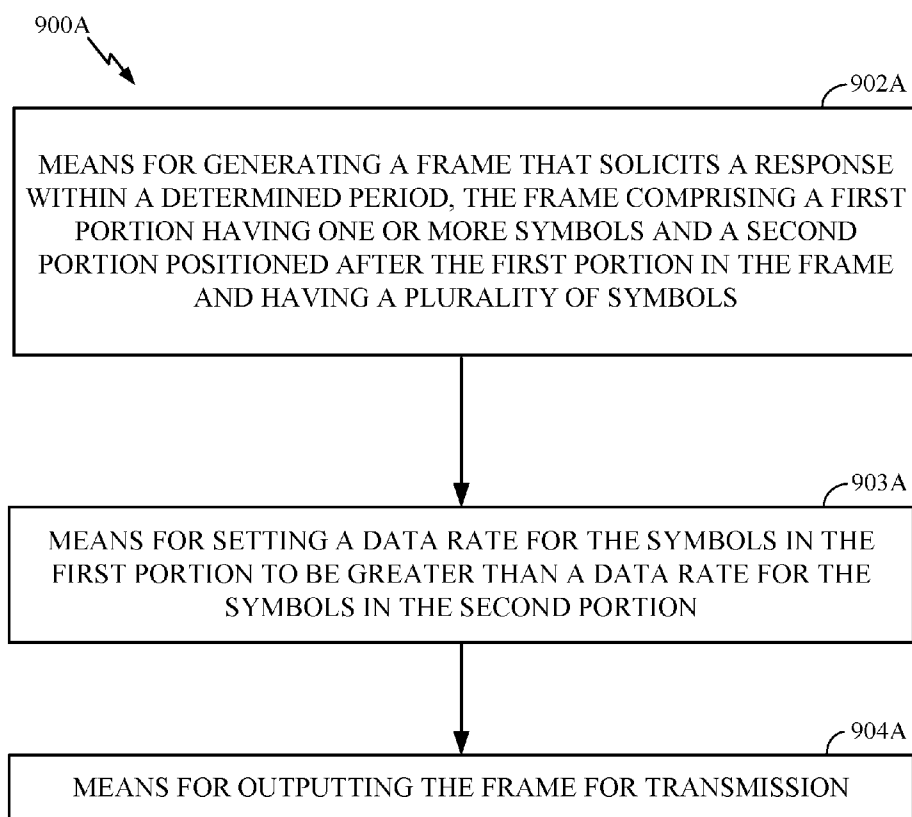 900A
902A
MEANS FOR GENERATING A FRAME THAT SOLICITS A RESPONSE
WITHIN A DETERMINED PERIOD, THE FRAME COMPRISING A FIRST
PORTION HAVING ONE OR MORE SYMBOLS AND A SECOND
PORTION POSITIONED AFTER THE FIRST PORTION IN THE FRAME
AND HAVING A PLURALITY OF SYMBOLS
903A
MEANS FOR SETTING A DATA RATE FOR THE SYMBOLS IN THE
FIRST PORTION TO BE GREATER THAN A DATA RATE FOR THE
SYMBOLS IN THE SECOND PORTION
904A
MEANS FOR OUTPUTTING THE FRAME FOR TRANSMISSION